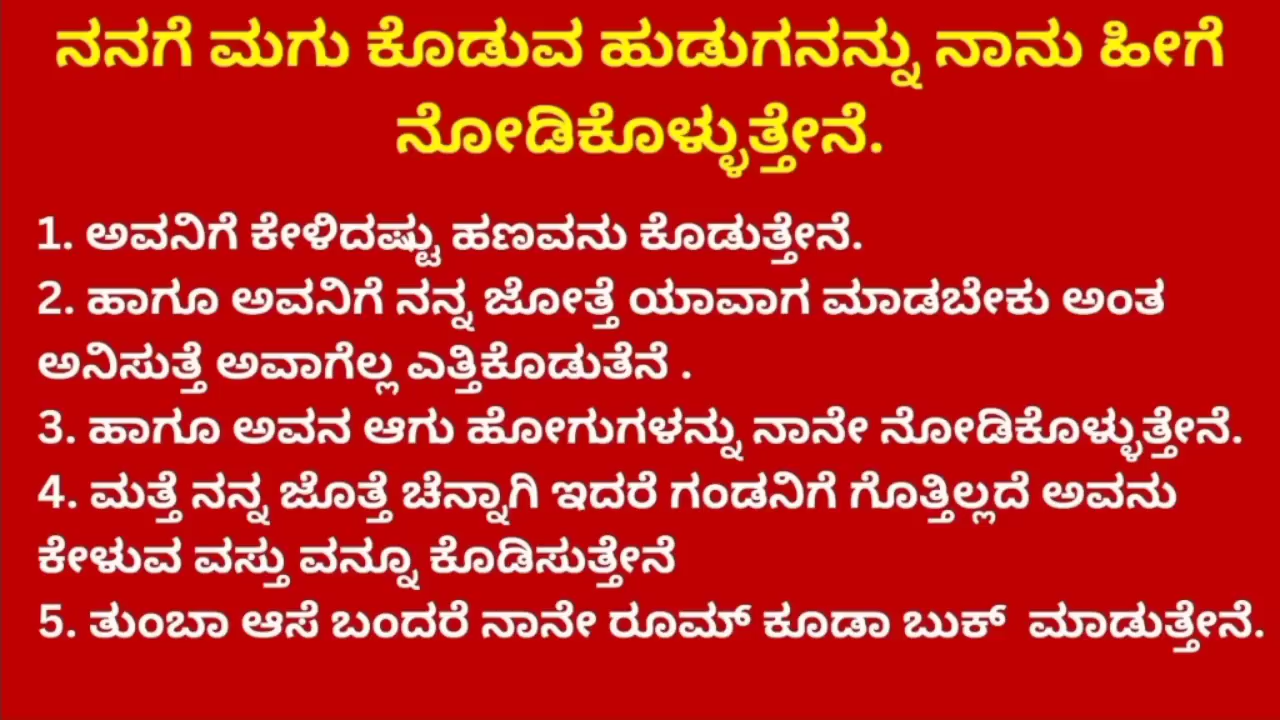 ನನಗೆ ಮಗು ಕೊಡುವ ಹುಡುಗನನ್ನು ನಾನು ಹೀಗೆ
ನೋಡಿಕೊಳ್ಳುತ್ತೇನೆ.
1. ಅವನಿಗೆ ಕೇಳಿದಷ್ಟು ಹಣವನು ಕೊಡುತ್ತೇನೆ.
2. ಹಾಗೂ ಅವನಿಗೆ ನನ್ನ ಜೋತ್ತೆ ಯಾವಾಗ ಮಾಡಬೇಕು ಅಂತ
ಅನಿಸುತ್ತೆ ಅವಾಗೆಲ್ಲ ಎತ್ತಿಕೊಡುತೆನೆ .
3. ಹಾಗೂ ಅವನ ಆಗು ಹೋಗುಗಳನ್ನು ನಾನೇ ನೋಡಿಕೊಳ್ಳುತ್ತೇನೆ.
4. ಮತ್ತೆ ನನ್ನ ಜೊತ್ತೆ ಚೆನ್ನಾಗಿ ಇದರೆ ಗಂಡನಿಗೆ ಗೊತ್ತಿಲ್ಲದೆ ಅವನು
ಕೇಳುವ ವಸ್ತು ವನ್ನೂ ಕೊಡಿಸುತ್ತೇನೆ
5. ತುಂಬಾ ಆಸೆ ಬಂದರೆ ನಾನೇ ರೂಮ್ ಕೂಡಾ ಬುಕ್ ಮಾಡುತ್ತೇನೆ.